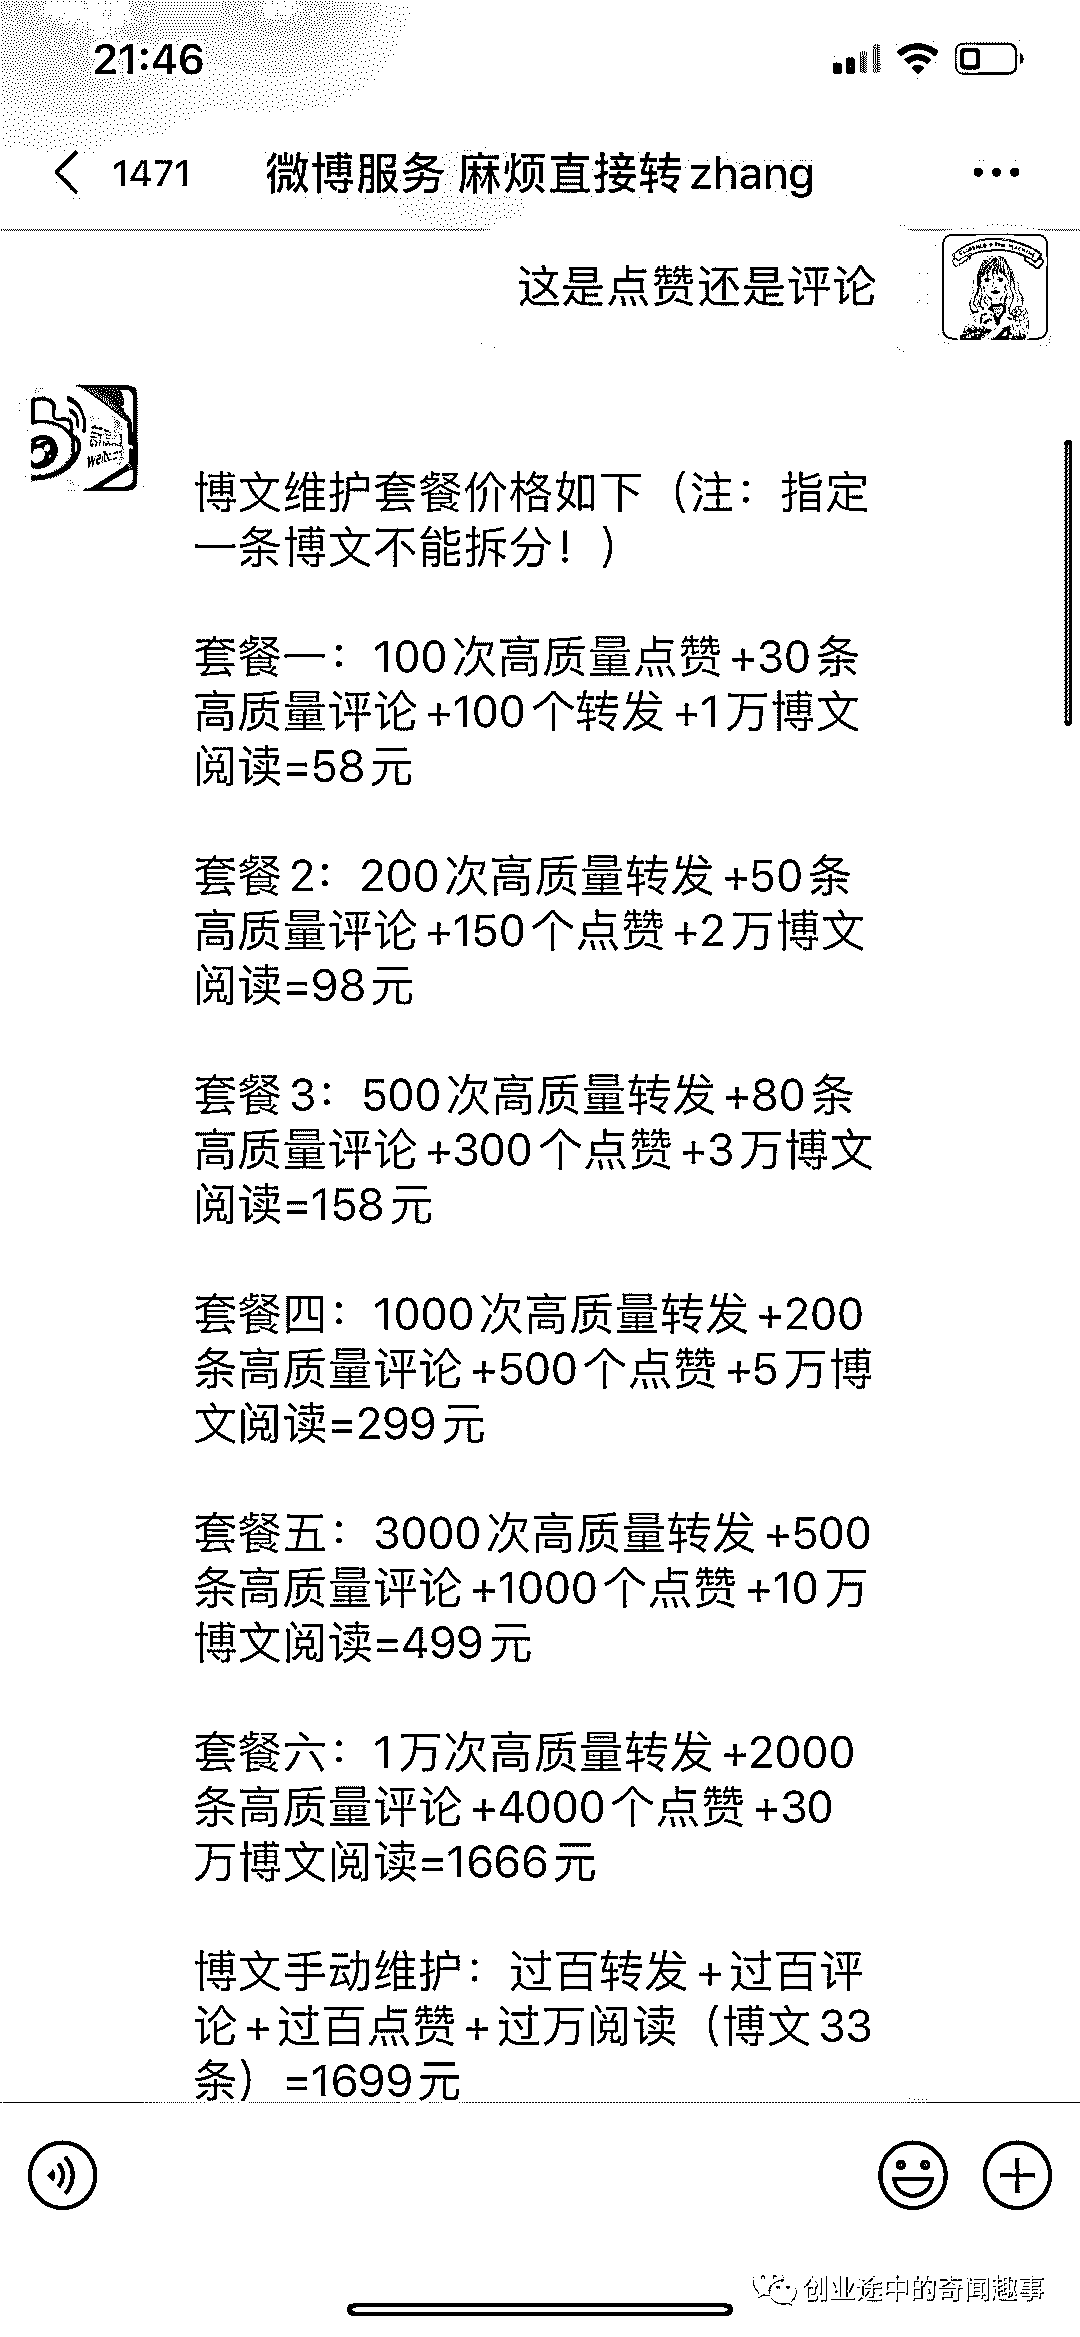 21:46
1471 微博服务 麻烦直接转zhang
这是点赞还是评论
博文维护套餐价格如下（注：指定
一条博文不能拆分！）
套餐一：100次高质量点赞+30条
高质量评论+100个转发+1万博文
阅读=58元
套餐2：200次高质量转发+50条
高质量评论+150个点赞+2万博文
阅读=98元
套餐3：500次高质量转发+80条
高质量评论+300个点赞+3万博文
阅读=158元
套餐四：1000次高质量转发+200
条高质量评论+500个点赞+5万博
文阅读=299元
套餐五：3000次高质量转发+500
条高质量评论+1000个点赞+10万
博文阅读=499元
套餐六：1万次高质量转发+2000
条高质量评论+4000个点赞+30
万博文阅读=1666元
博文手动维护：过百转发+过百评
论+过百点赞+过万阅读（博文33
条）=1699元
创业途中的奇闻趣事